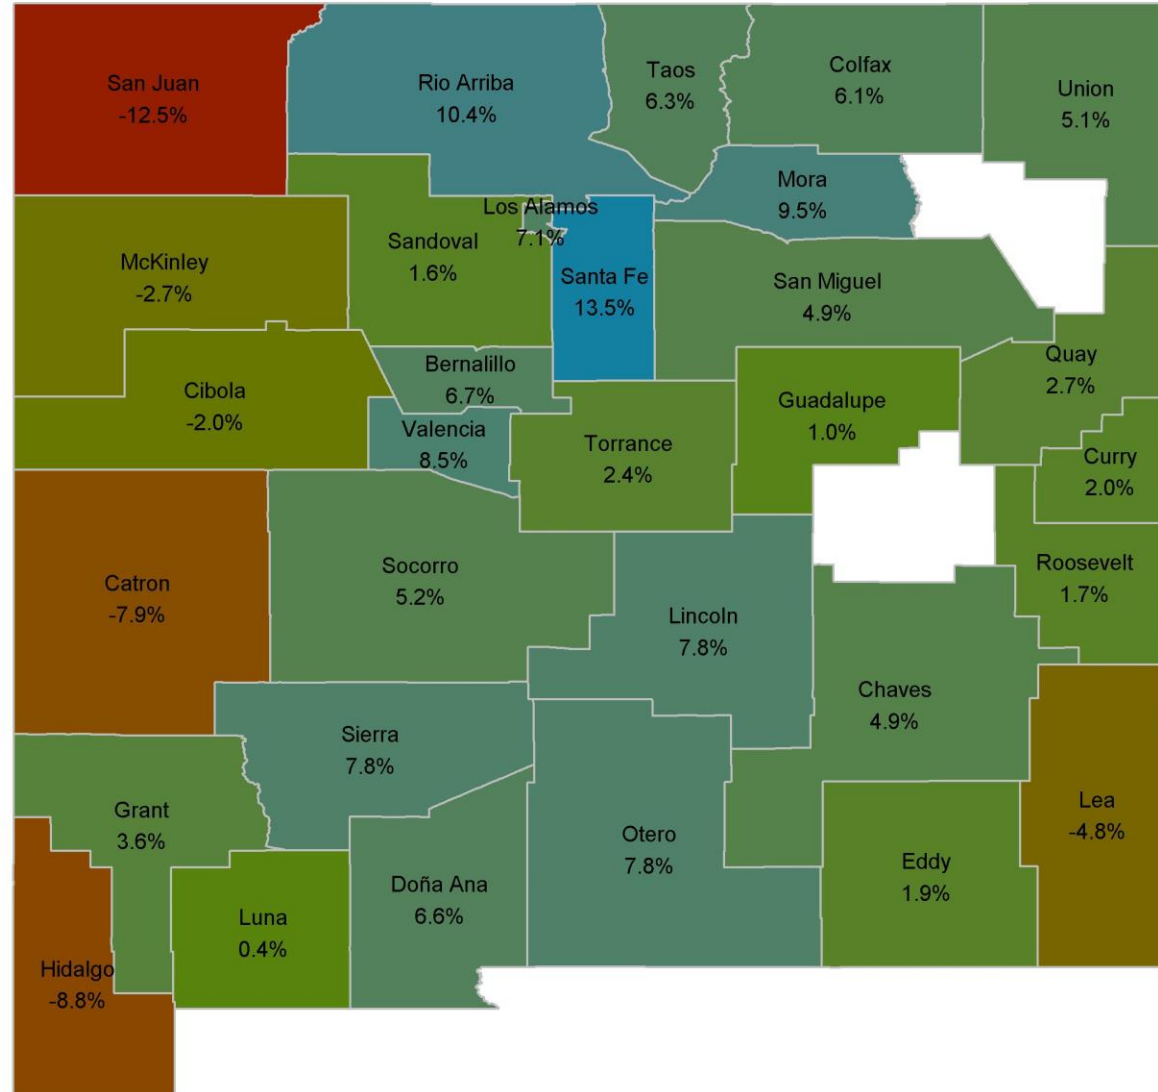 San Juan
-12.5%
Rio Arriba
10.4%
Taos
6.3%
Colfax
6.1%
Union
5.1%
Mora
9.5%
Los Alamos
7.1%
Sandoval
1.6%
McKinley
-2.7%
Santa Fe
13.5%
San Miguel
4.9%
Quay
2.7%
Bernalillo
6.7%
Cibola
-2.0%
Guadalupe
1.0%
Valencia
8.5%
Torrance
2.4%
Curry
2.0%
Roosevelt
1.7%
Catron
-7.9%
Socorro
5.2%
Lincoln
7.8%
Chaves
4.9%
Sierra
7.8%
Lea
-4.8%
Grant
3.6%
Otero
7.8%
Eddy
1.9%
Doña Ana
6.6%
Luna
0.4%
Hidalgo
-8.8%